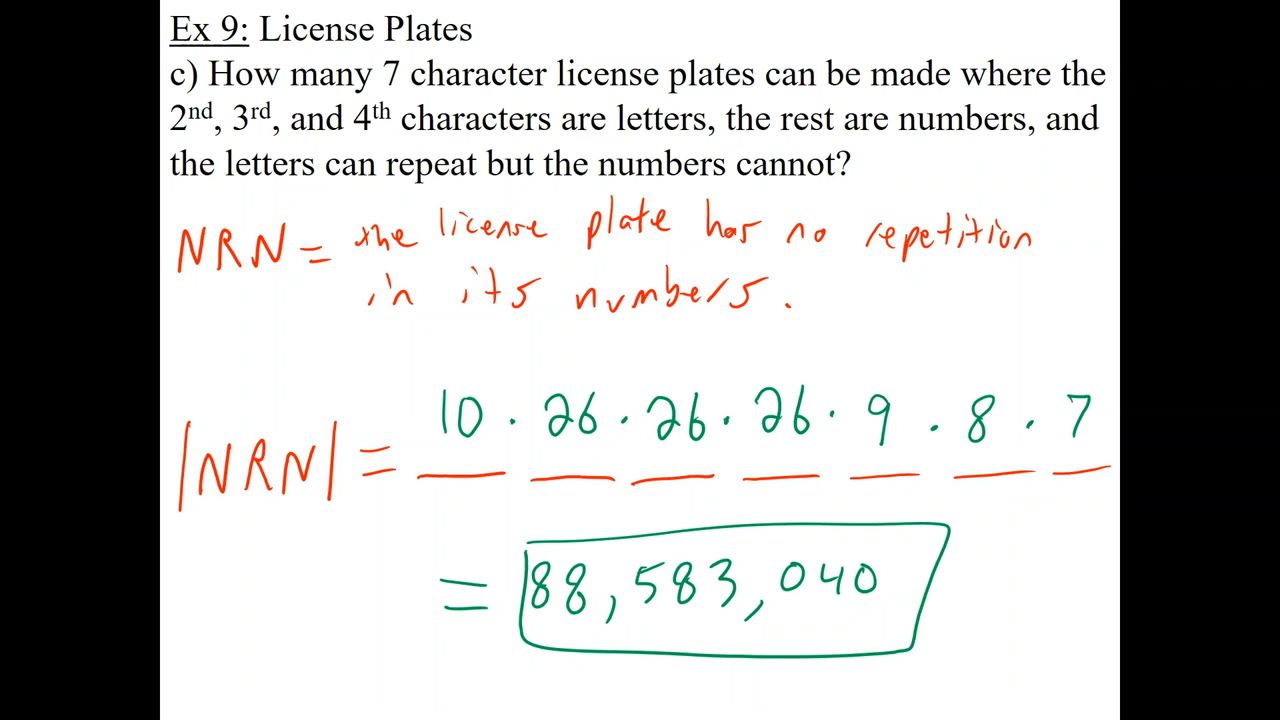 Ex 9: License Plates
c) How many 7 character license plates can be made where the
2nd, 3rd, and 4th characters are letters, the rest are numbers, and
the letters can repeat but the numbers cannot?
NRN = the license plate has no repetition
in its numbers.
|NRN| = 10 · 26 · 26 · 26 · 9 · 8 · 7
= 88,583,040